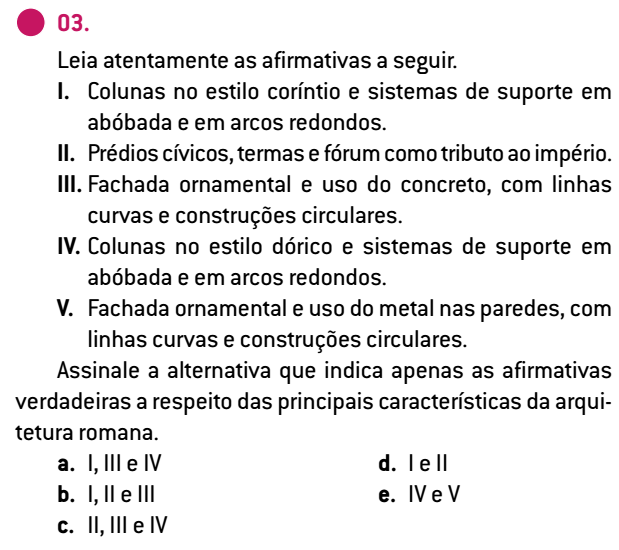 03.
Leia atentamente as afirmativas a seguir.
I. Colunas no estilo coríntio e sistemas de suporte em
abóbada e em arcos redondos.
II. Prédios cívicos, termas e fórum como tributo ao império.
III. Fachada ornamental e uso do concreto, com linhas
curvas e construções circulares.
IV. Colunas no estilo dórico e sistemas de suporte em
abóbada e em arcos redondos.
V. Fachada ornamental e uso do metal nas paredes, com
linhas curvas e construções circulares.
Assinale a alternativa que indica apenas as afirmativas
verdadeiras a respeito das principais características da arqui-
tetura romana.
a. I, III e IV
b. I, II e III
c. II, III e IV
d. I e II
e. IV e V